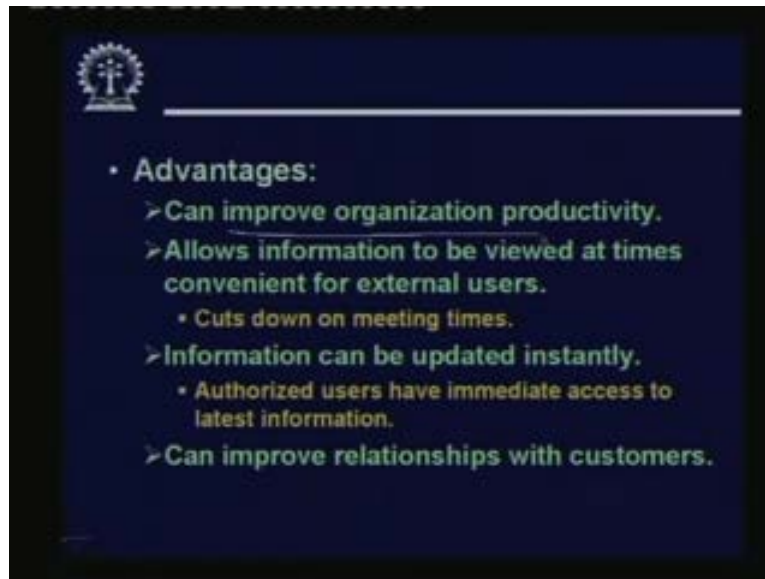 • Advantages:
➢Can improve organization productivity.
➢Allows information to be viewed at times
convenient for external users.
▪ Cuts down on meeting times.
➢Information can be updated instantly.
▪ Authorized users have immediate access to
latest information.
➢Can improve relationships with customers.